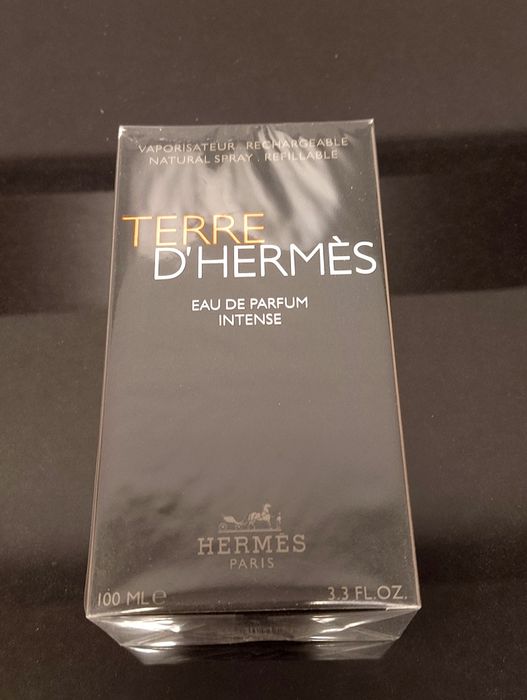 VAPORISATEUR . RECHARGEABLE
NATURAL SPRAY . REFILLABLE
TERRE
D'HERMÈS
EAU DE PARFUM
INTENSE
HERMÈS
PARIS
100 ML ℮ 3.3 FL.OZ.